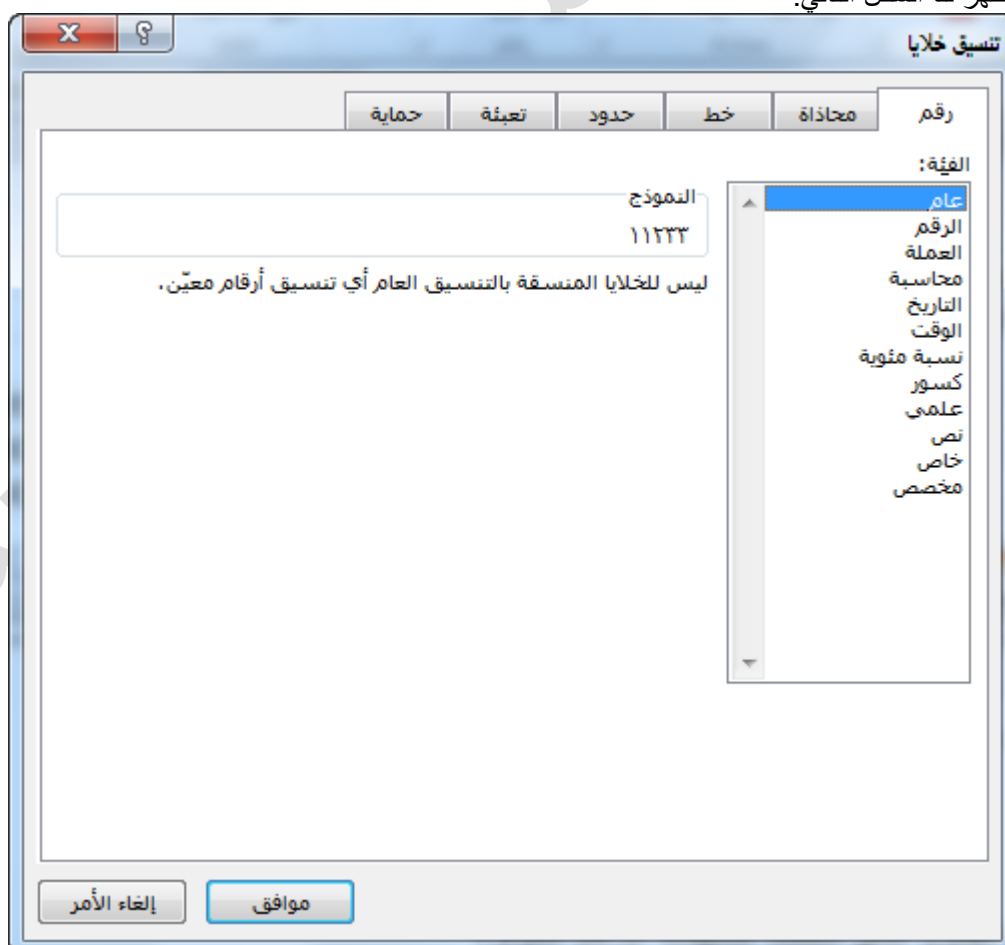 تنسيق خلايا
رقم
محاذاة
خط
حدود
تعبئة
حماية
الفئة:
عام
الرقم
العملة
محاسبة
التاريخ
الوقت
نسبة مئوية
كسور
علمي
نص
خاص
مخصص
النموذج
١١٢٣٣
ليس للخلايا المنسقة بالتنسيق العام أي تنسيق أرقام معيّن.
موافق
إلغاء الأمر